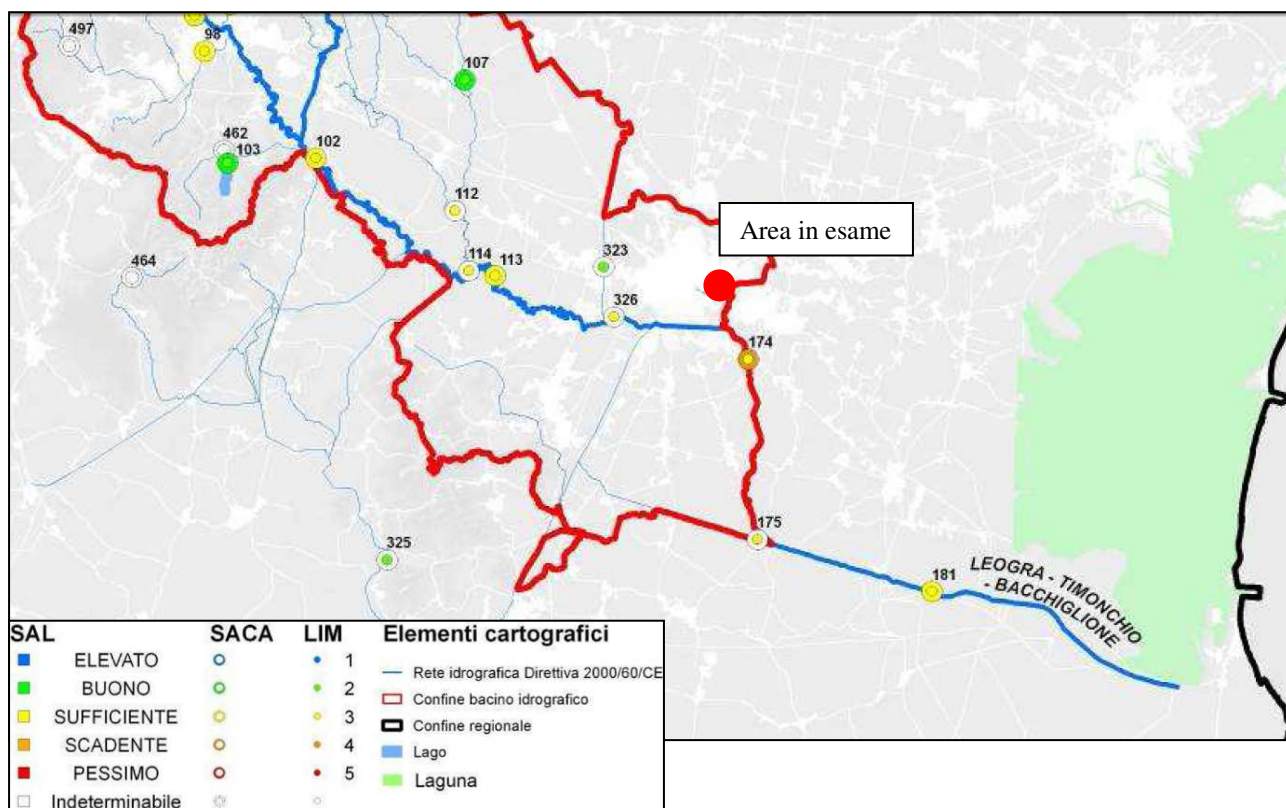 497
98
107
462
103
102
112
Area in esame
464
114
113
323
326
174
175
325
181
LEOGRA - TIMONCHIO
- BACCHIGLIONE
SAL SACA LIM Elementi cartografici
ELEVATO 1 Rete idrografica Direttiva 2000/60/CE
BUONO 2 Confine bacino idrografico
SUFFICIENTE 3 Confine regionale
SCADENTE 4 Lago
PESSIMO 5 Laguna
Indeterminabile